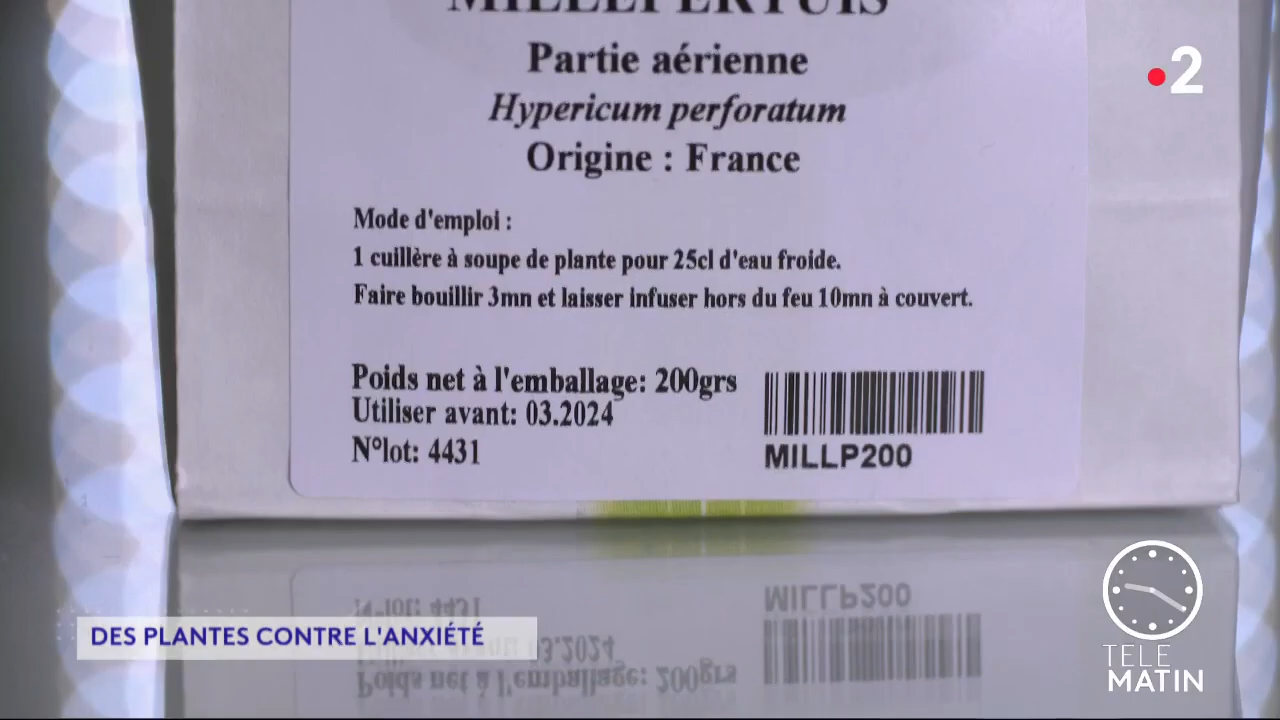 MILLEPERTUIS
Partie aérienne
Hypericum perforatum
Origine : France
Mode d'emploi :
1 cuillère à soupe de plante pour 25cl d'eau froide.
Faire bouillir 3mn et laisser infuser hors du feu 10mn à couvert.
Poids net à l'emballage: 200grs
Utiliser avant: 03.2024
N°lot: 4431
MILLP200
2
DES PLANTES CONTRE L'ANXIÉTÉ
TELE
MATIN